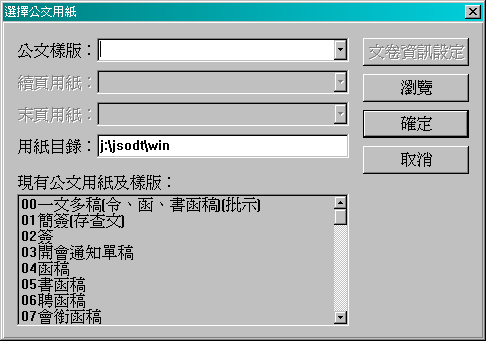 選擇公文用紙
公文樣版：
文卷資訊設定
續頁用紙：
瀏覽
末頁用紙：
確定
用紙目錄：j:\jsodt\win
取消
現有公文用紙及樣版：
00一文多稿(令、函、書函稿)(批示)
01簡簽(存查文)
02簽
03開會通知單稿
04函稿
05書函稿
06聘函稿
07會銜函稿